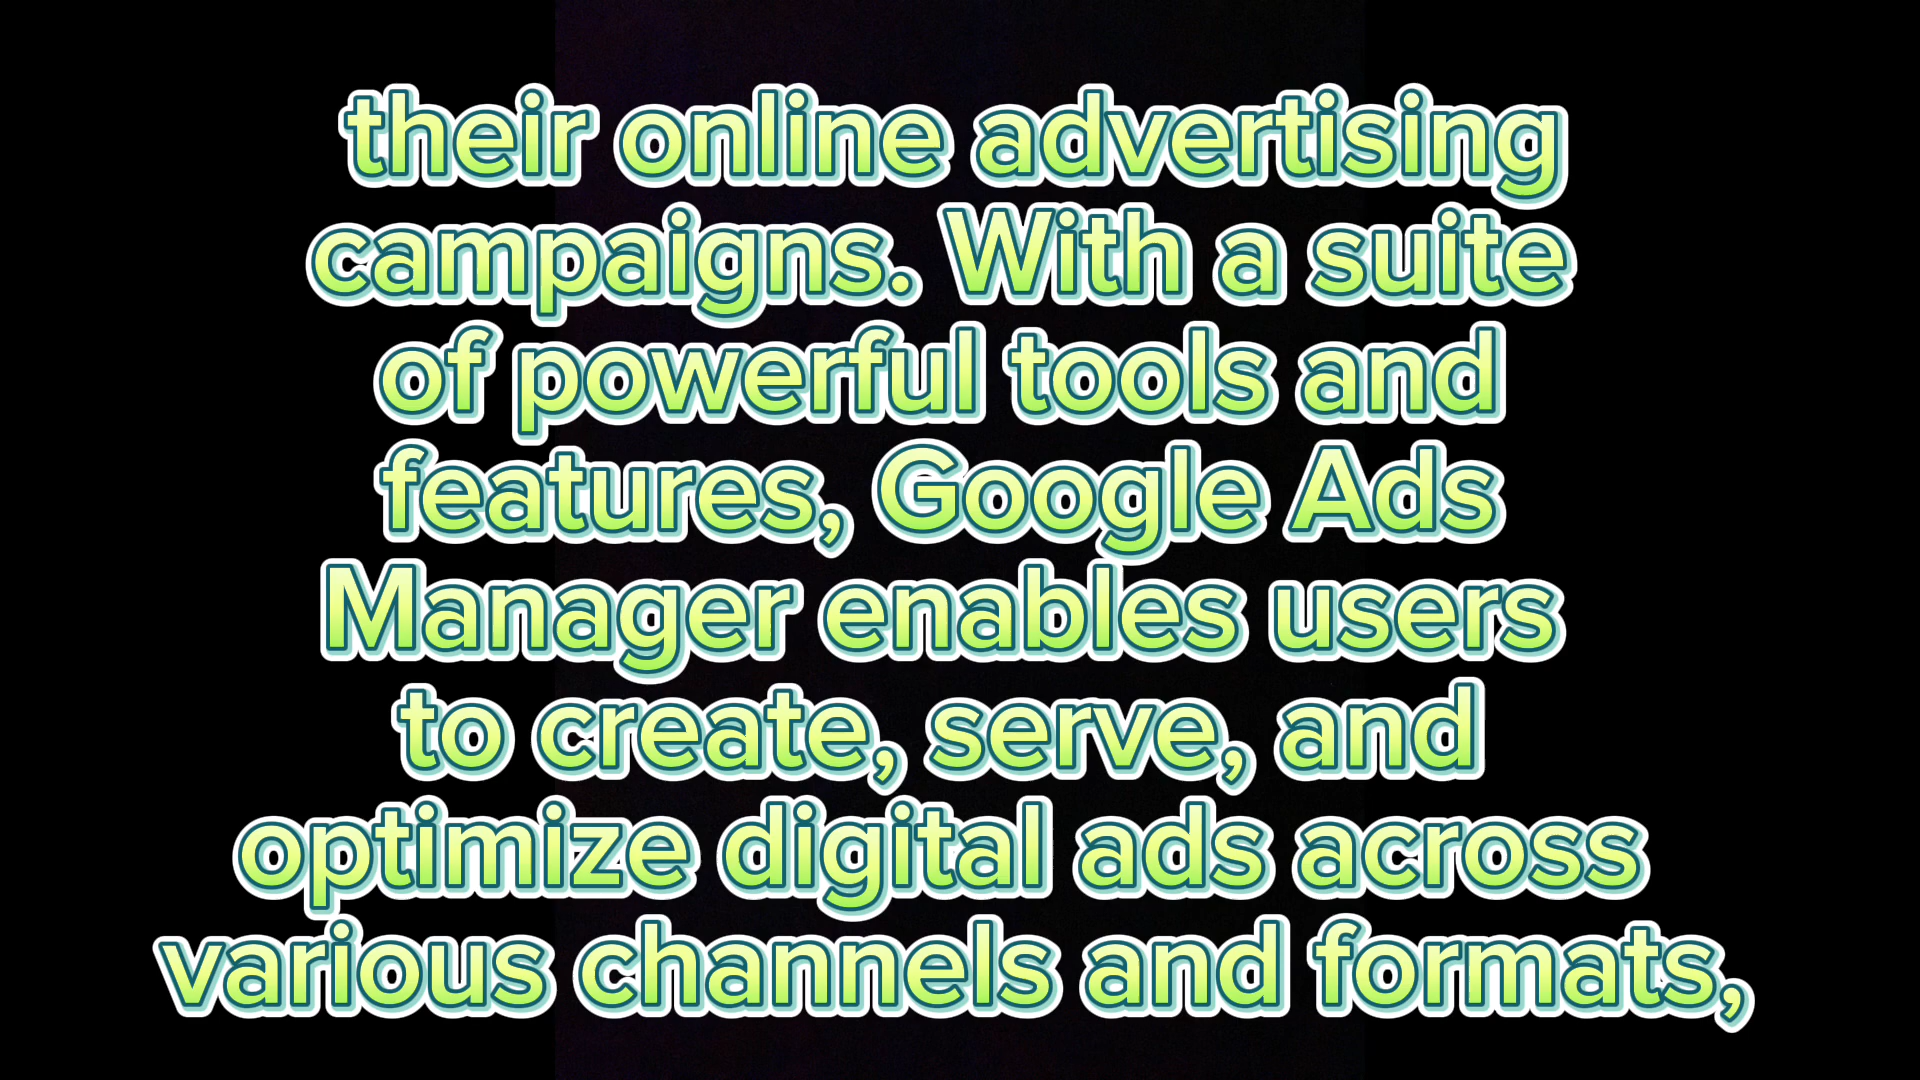 their online advertising
campaigns. With a suite
of powerful tools and
features, Google Ads
Manager enables users
to create, serve, and
optimize digital ads across
various channels and formats,